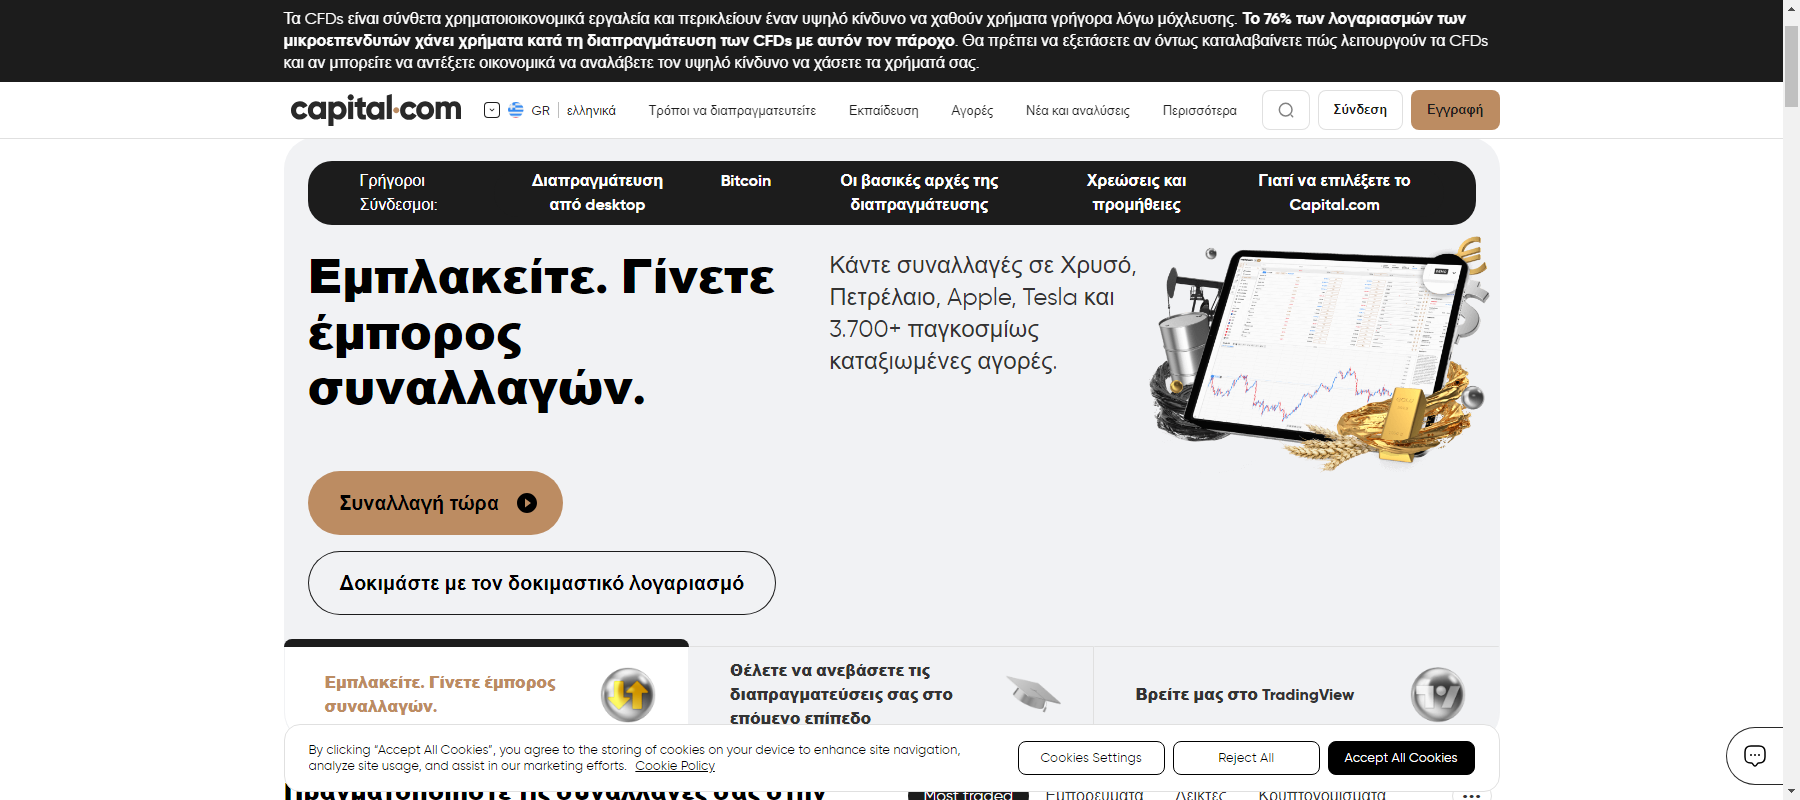 Τα CFDs είναι σύνθετα χρηματοιοικονομικά εργαλεία και περικλείουν έναν υψηλό κίνδυνο να χαθούν χρήματα γρήγορα λόγω μόχλευσης. Το 76% των λογαριασμών των
μικροεπενδυτών χάνει χρήματα κατά τη διαπραγμάτευση των CFDs με αυτόν τον πάροχο. Θα πρέπει να εξετάσετε αν όντως καταλαβαίνετε πώς λειτουργούν τα CFDs
και αν μπορείτε να αντέξετε οικονομικά να αναλάβετε τον υψηλό κίνδυνο να χάσετε τα χρήματά σας.
capital.com GR ελληνικά Τρόποι να διαπραγματευτείτε Εκπαίδευση Αγορές Νέα και αναλύσεις Περισσότερα Σύνδεση Εγγραφή
Γρήγοροι
Σύνδεσμοι:
Διαπραγμάτευση
από desktop
Bitcoin
Οι βασικές αρχές της
διαπραγμάτευσης
Χρεώσεις και
προμήθειες
Γιατί να επιλέξετε το
Capital.com
Εμπλακείτε. Γίνετε
έμπορος
συναλλαγών.
Κάντε συναλλαγές σε Χρυσό,
Πετρέλαιο, Apple, Tesla και
3.700+ παγκοσμίως
καταξιωμένες αγορές.
Συναλλαγή τώρα
Δοκιμάστε με τον δοκιμαστικό λογαριασμό
Εμπλακείτε. Γίνετε έμπορος
συναλλαγών.
Θέλετε να ανεβάσετε τις
διαπραγματεύσεις σας στο
επόμενο επίπεδο
Βρείτε μας στο TradingView
By clicking “Accept All Cookies”, you agree to the storing of cookies on your device to enhance site navigation,
analyze site usage, and assist in our marketing efforts. Cookie Policy
Cookies Settings
Reject All
Accept All Cookies
Πραγματοποιήστε τις συναλλαγές σας στην
Most traded Εμπορεύματα Δείκτες Κρυπτονομίσματα